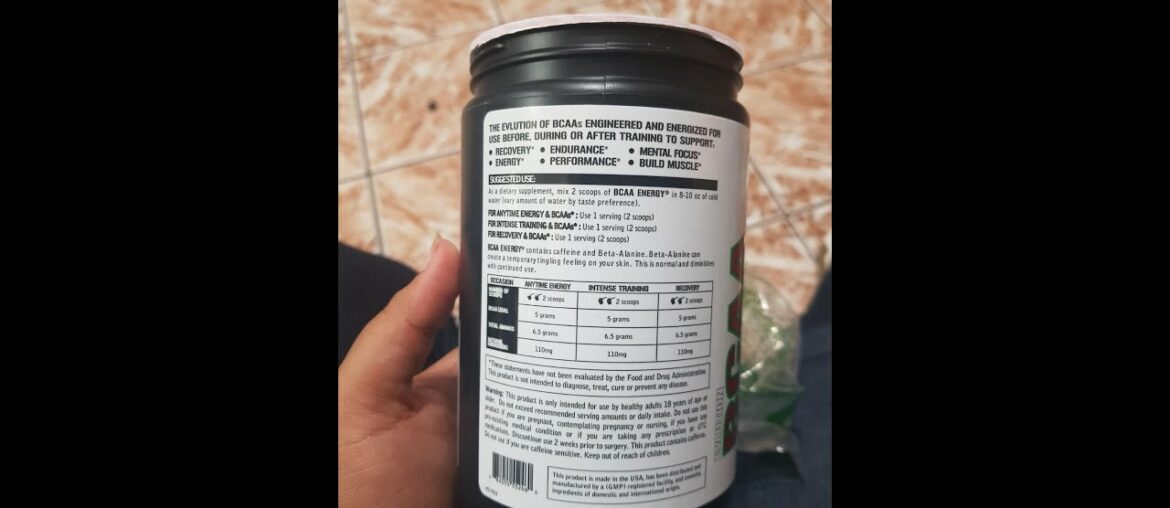 THE EVLUTION OF BCAAs ENGINEERED AND ENERGIZED FOR
USE BEFORE, DURING OR AFTER TRAINING TO SUPPORT.
• RECOVERY* • ENDURANCE* • MENTAL FOCUS*
• ENERGY* • PERFORMANCE* • BUILD MUSCLE*
SUGGESTED USE:
As a dietary supplement, mix 2 scoops of BCAA ENERGY® in 8-10 oz of cold
water (vary amount of water by taste preference).
FOR ANYTIME ENERGY & BCAAs*: Use 1 serving (2 scoops)
FOR INTENSE TRAINING & BCAAs*: Use 1 serving (2 scoops)
FOR RECOVERY & BCAAs*: Use 1 serving (2 scoops)
BCAA ENERGY® contains caffeine and Beta-Alanine. Beta-Alanine can
create a temporary tingling feeling on your skin. This is normal and diminishes
with continued use.
OCCASION ANYTIME ENERGY INTENSE TRAINING RECOVERY
NUMBER OF SCOOPS 2 scoops 2 scoops 2 scoops
BCAA LEVEL 5 grams 5 grams 5 grams
TOTAL AMINOS 6.5 grams 6.5 grams 6.5 grams
110mg 110mg 110mg
*These statements have not been evaluated by the Food and Drug Administration.
This product is not intended to diagnose, treat, cure or prevent any disease.
Warning: This product is only intended for use by healthy adults 18 years of age or
older. Do not exceed recommended serving amounts or daily intake. Do not use this
product if you are pregnant, contemplating pregnancy or nursing, if you have any
pre-existing medical condition or if you are taking any prescription or OTC
medications. Discontinue use 2 weeks prior to surgery. This product contains caffeine.
Do not use if you are caffeine sensitive. Keep out of reach of children.
This product is made in the USA, has been distributed and
manufactured by a (GMP) registered facility, and contains
ingredients of domestic and international origin.
BCAA